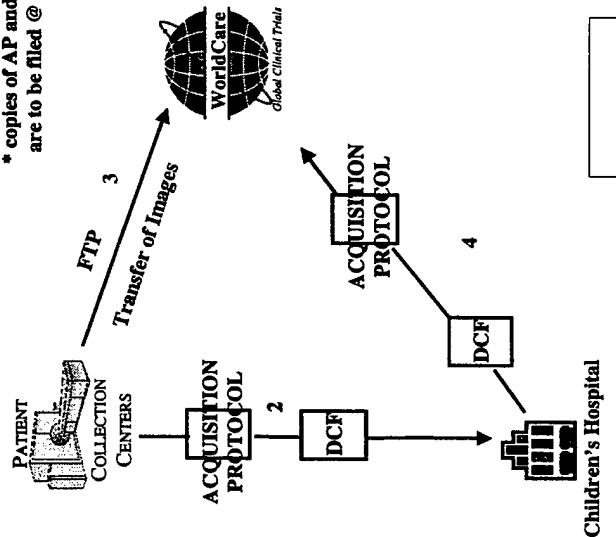 * copies of AP and
are to be filed @
PATIENT
COLLECTION
CENTERS
FTP
3
Transfer of Images
WorldCare
Global Clinical Trials
ACQUISITION
PROTOCOL
2
DCF
ACQUISITION
PROTOCOL
4
DCF
Children's Hospital